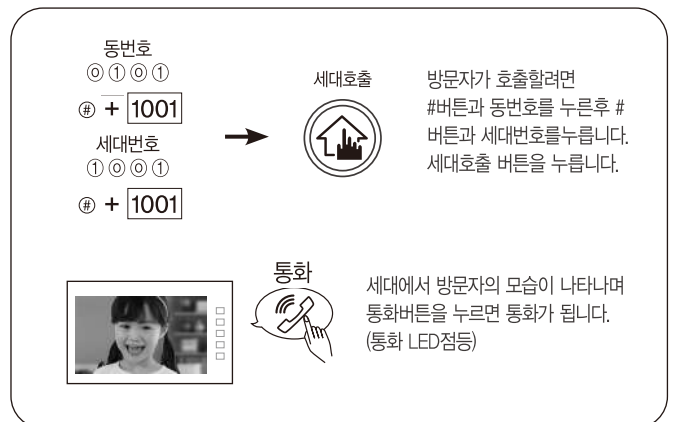 동번호
⓪①⓪①
# + 1001
세대번호
①⓪⓪①
# + 1001
세대호출
방문자가 호출할려면
#버튼과 동번호를 누른후 #
버튼과 세대번호를누릅니다.
세대호출 버튼을 누릅니다.
통화
세대에서 방문자의 모습이 나타나며
통화버튼을 누르면 통화가 됩니다.
(통화 LED점등)